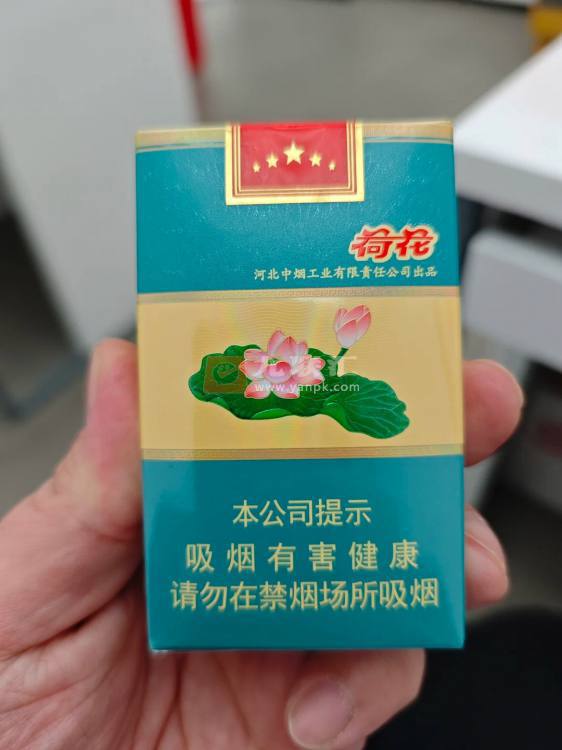 荷花
河北中烟工业有限责任公司出品
www.yanpk.com
本公司提示
吸烟有害健康
请勿在禁烟场所吸烟